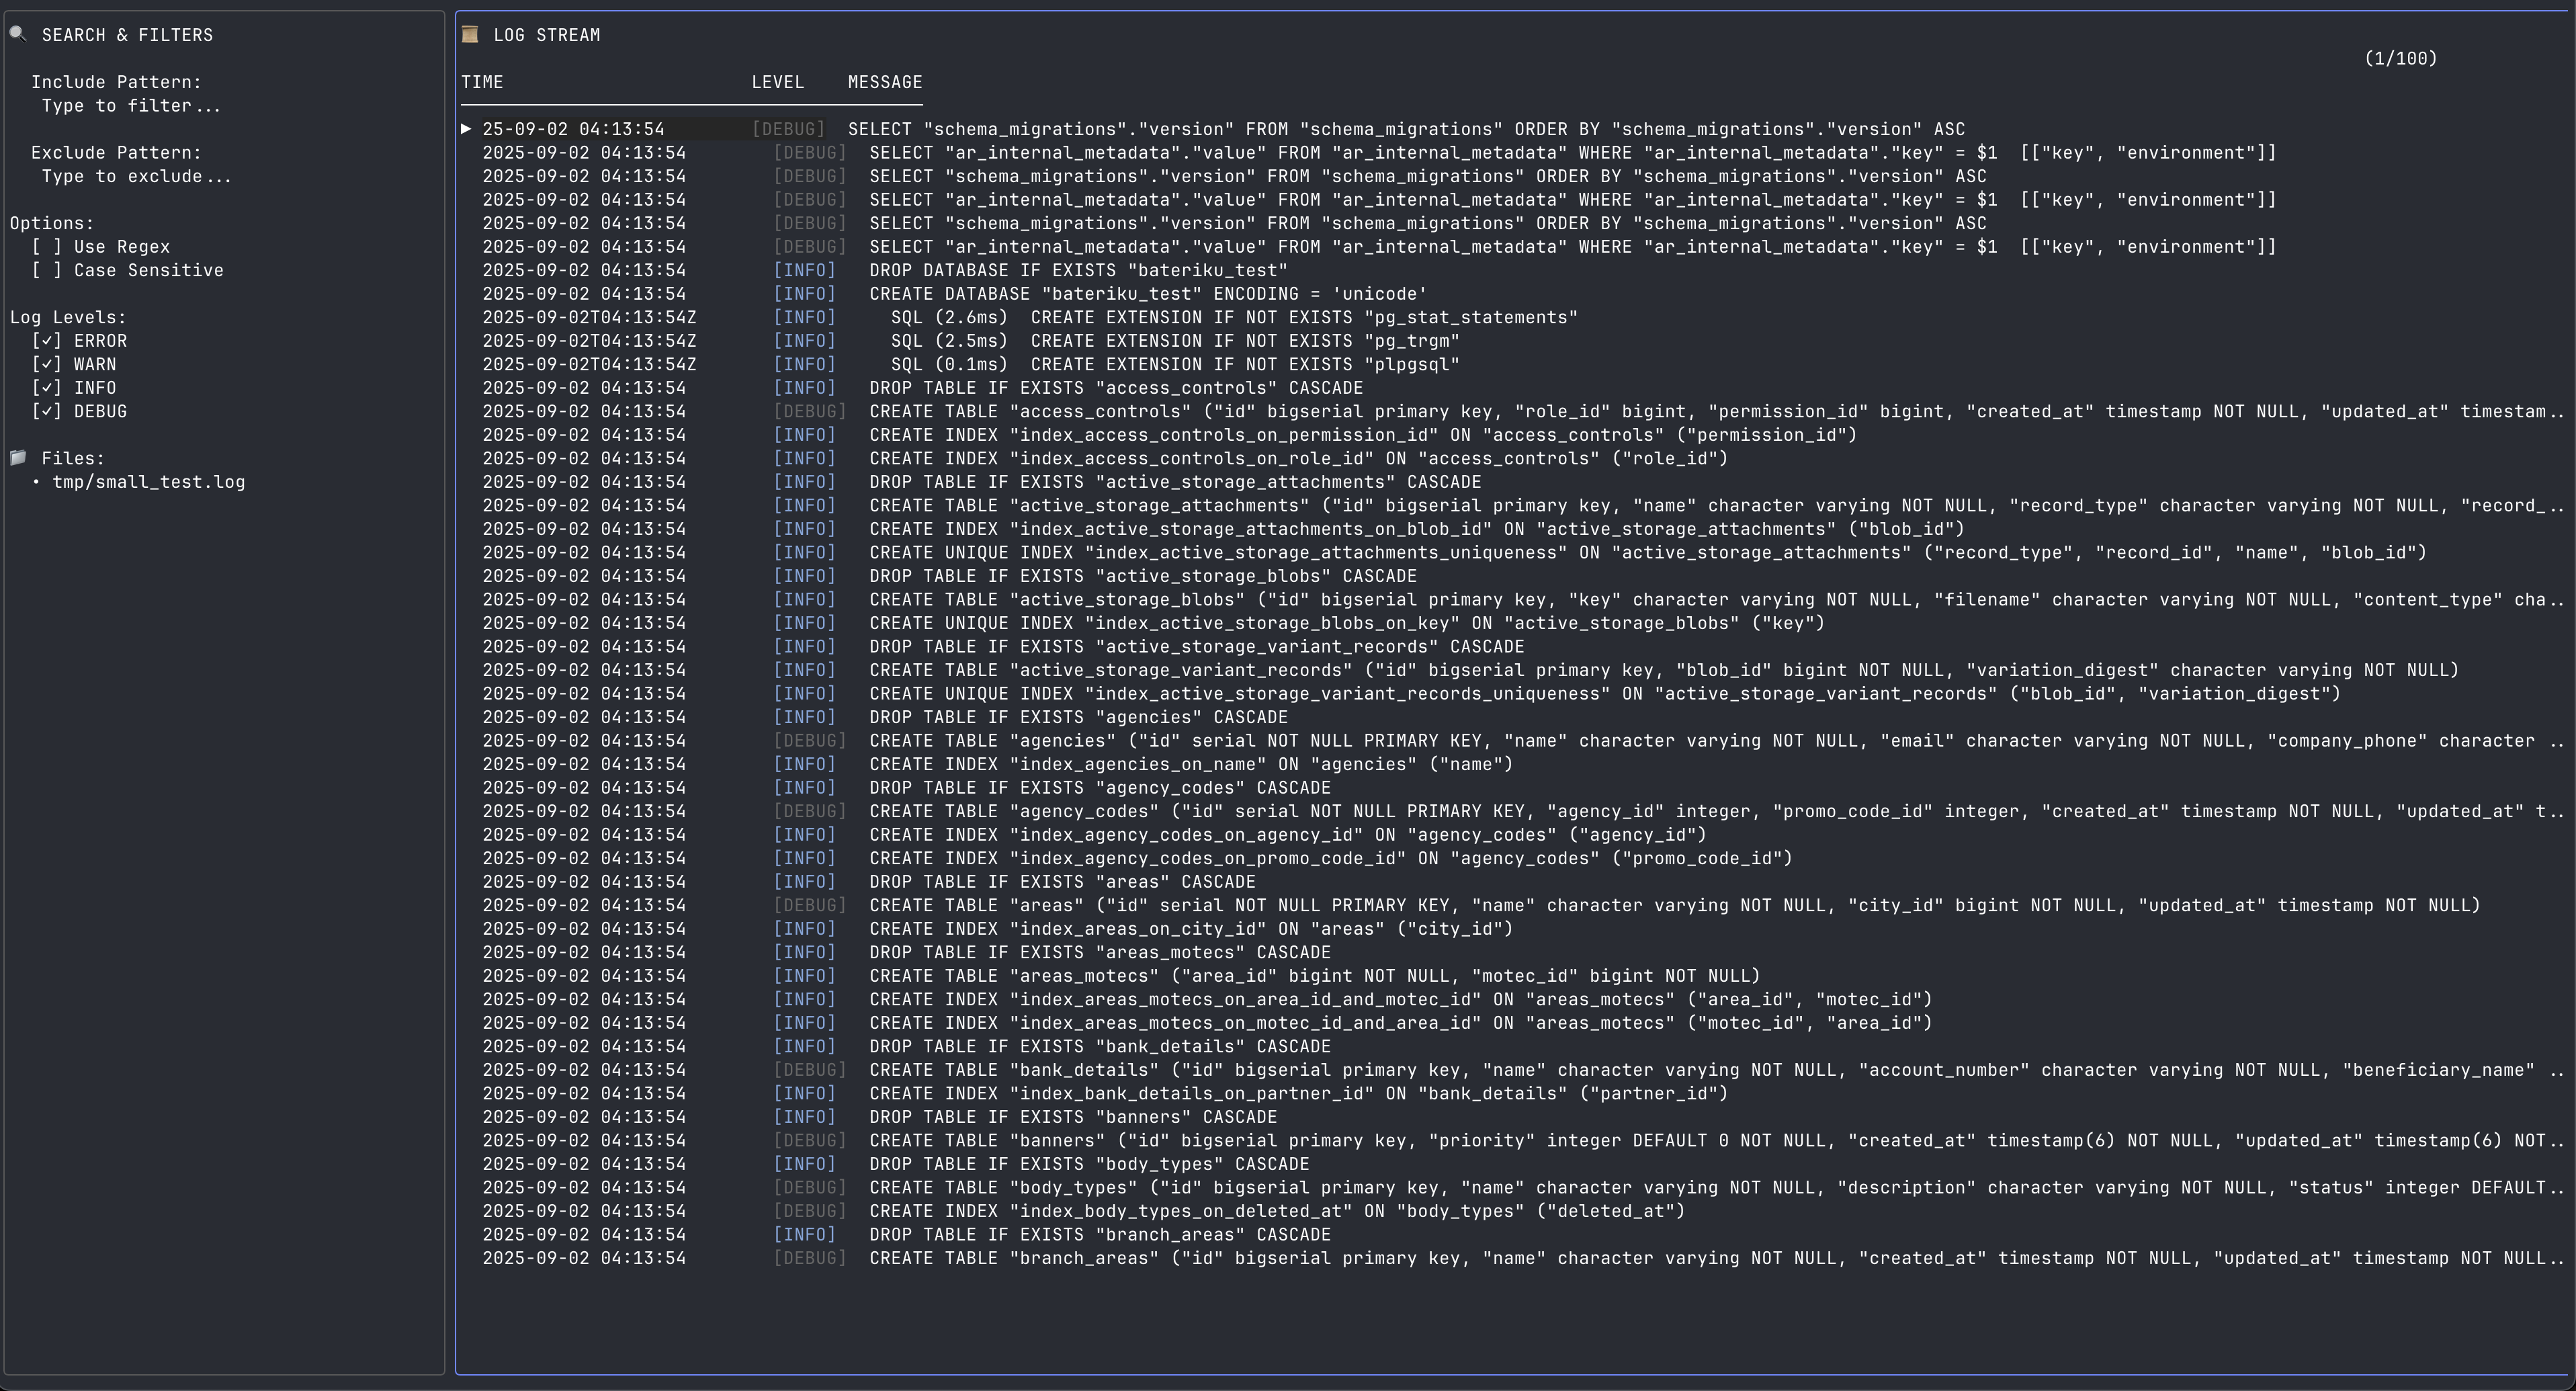 SEARCH & FILTERS
Include Pattern:
Type to filter...
Exclude Pattern:
Type to exclude...
Options:
[ ] Use Regex
[ ] Case Sensitive
Log Levels:
[✓] ERROR
[✓] WARN
[✓] INFO
[✓] DEBUG
Files:
• tmp/small_test.log
LOG STREAM
(1/100)
TIME LEVEL MESSAGE
▶ 25-09-02 04:13:54 [DEBUG] SELECT "schema_migrations"."version" FROM "schema_migrations" ORDER BY "schema_migrations"."version" ASC
2025-09-02 04:13:54 [DEBUG] SELECT "ar_internal_metadata"."value" FROM "ar_internal_metadata" WHERE "ar_internal_metadata"."key" = $1 [["key", "environment"]]
2025-09-02 04:13:54 [DEBUG] SELECT "schema_migrations"."version" FROM "schema_migrations" ORDER BY "schema_migrations"."version" ASC
2025-09-02 04:13:54 [DEBUG] SELECT "ar_internal_metadata"."value" FROM "ar_internal_metadata" WHERE "ar_internal_metadata"."key" = $1 [["key", "environment"]]
2025-09-02 04:13:54 [DEBUG] SELECT "schema_migrations"."version" FROM "schema_migrations" ORDER BY "schema_migrations"."version" ASC
2025-09-02 04:13:54 [DEBUG] SELECT "ar_internal_metadata"."value" FROM "ar_internal_metadata" WHERE "ar_internal_metadata"."key" = $1 [["key", "environment"]]
2025-09-02 04:13:54 [INFO] DROP DATABASE IF EXISTS "bateriku_test"
2025-09-02 04:13:54 [INFO] CREATE DATABASE "bateriku_test" ENCODING = 'unicode'
2025-09-02T04:13:54Z [INFO] SQL (2.6ms) CREATE EXTENSION IF NOT EXISTS "pg_stat_statements"
2025-09-02T04:13:54Z [INFO] SQL (2.5ms) CREATE EXTENSION IF NOT EXISTS "pg_trgm"
2025-09-02T04:13:54Z [INFO] SQL (0.1ms) CREATE EXTENSION IF NOT EXISTS "plpgsql"
2025-09-02 04:13:54 [INFO] DROP TABLE IF EXISTS "access_controls" CASCADE
2025-09-02 04:13:54 [DEBUG] CREATE TABLE "access_controls" ("id" bigserial primary key, "role_id" bigint, "permission_id" bigint, "created_at" timestamp NOT NULL, "updated_at" timestam..
2025-09-02 04:13:54 [INFO] CREATE INDEX "index_access_controls_on_permission_id" ON "access_controls" ("permission_id")
2025-09-02 04:13:54 [INFO] CREATE INDEX "index_access_controls_on_role_id" ON "access_controls" ("role_id")
2025-09-02 04:13:54 [INFO] DROP TABLE IF EXISTS "active_storage_attachments" CASCADE
2025-09-02 04:13:54 [INFO] CREATE TABLE "active_storage_attachments" ("id" bigserial primary key, "name" character varying NOT NULL, "record_type" character varying NOT NULL, "record_..
2025-09-02 04:13:54 [INFO] CREATE INDEX "index_active_storage_attachments_on_blob_id" ON "active_storage_attachments" ("blob_id")
2025-09-02 04:13:54 [INFO] CREATE UNIQUE INDEX "index_active_storage_attachments_uniqueness" ON "active_storage_attachments" ("record_type", "record_id", "name", "blob_id")
2025-09-02 04:13:54 [INFO] DROP TABLE IF EXISTS "active_storage_blobs" CASCADE
2025-09-02 04:13:54 [INFO] CREATE TABLE "active_storage_blobs" ("id" bigserial primary key, "key" character varying NOT NULL, "filename" character varying NOT NULL, "content_type" cha..
2025-09-02 04:13:54 [INFO] CREATE UNIQUE INDEX "index_active_storage_blobs_on_key" ON "active_storage_blobs" ("key")
2025-09-02 04:13:54 [INFO] DROP TABLE IF EXISTS "active_storage_variant_records" CASCADE
2025-09-02 04:13:54 [INFO] CREATE TABLE "active_storage_variant_records" ("id" bigserial primary key, "blob_id" bigint NOT NULL, "variation_digest" character varying NOT NULL)
2025-09-02 04:13:54 [INFO] CREATE UNIQUE INDEX "index_active_storage_variant_records_uniqueness" ON "active_storage_variant_records" ("blob_id", "variation_digest")
2025-09-02 04:13:54 [INFO] DROP TABLE IF EXISTS "agencies" CASCADE
2025-09-02 04:13:54 [DEBUG] CREATE TABLE "agencies" ("id" serial NOT NULL PRIMARY KEY, "name" character varying NOT NULL, "email" character varying NOT NULL, "company_phone" character ..
2025-09-02 04:13:54 [INFO] CREATE INDEX "index_agencies_on_name" ON "agencies" ("name")
2025-09-02 04:13:54 [INFO] DROP TABLE IF EXISTS "agency_codes" CASCADE
2025-09-02 04:13:54 [DEBUG] CREATE TABLE "agency_codes" ("id" serial NOT NULL PRIMARY KEY, "agency_id" integer, "promo_code_id" integer, "created_at" timestamp NOT NULL, "updated_at" t..
2025-09-02 04:13:54 [INFO] CREATE INDEX "index_agency_codes_on_agency_id" ON "agency_codes" ("agency_id")
2025-09-02 04:13:54 [INFO] CREATE INDEX "index_agency_codes_on_promo_code_id" ON "agency_codes" ("promo_code_id")
2025-09-02 04:13:54 [INFO] DROP TABLE IF EXISTS "areas" CASCADE
2025-09-02 04:13:54 [DEBUG] CREATE TABLE "areas" ("id" serial NOT NULL PRIMARY KEY, "name" character varying NOT NULL, "city_id" bigint NOT NULL, "updated_at" timestamp NOT NULL)
2025-09-02 04:13:54 [INFO] CREATE INDEX "index_areas_on_city_id" ON "areas" ("city_id")
2025-09-02 04:13:54 [INFO] DROP TABLE IF EXISTS "areas_motecs" CASCADE
2025-09-02 04:13:54 [INFO] CREATE TABLE "areas_motecs" ("area_id" bigint NOT NULL, "motec_id" bigint NOT NULL)
2025-09-02 04:13:54 [INFO] CREATE INDEX "index_areas_motecs_on_area_id_and_motec_id" ON "areas_motecs" ("area_id", "motec_id")
2025-09-02 04:13:54 [INFO] CREATE INDEX "index_areas_motecs_on_motec_id_and_area_id" ON "areas_motecs" ("motec_id", "area_id")
2025-09-02 04:13:54 [INFO] DROP TABLE IF EXISTS "bank_details" CASCADE
2025-09-02 04:13:54 [DEBUG] CREATE TABLE "bank_details" ("id" bigserial primary key, "name" character varying NOT NULL, "account_number" character varying NOT NULL, "beneficiary_name" ..
2025-09-02 04:13:54 [INFO] CREATE INDEX "index_bank_details_on_partner_id" ON "bank_details" ("partner_id")
2025-09-02 04:13:54 [INFO] DROP TABLE IF EXISTS "banners" CASCADE
2025-09-02 04:13:54 [DEBUG] CREATE TABLE "banners" ("id" bigserial primary key, "priority" integer DEFAULT 0 NOT NULL, "created_at" timestamp(6) NOT NULL, "updated_at" timestamp(6) NOT..
2025-09-02 04:13:54 [INFO] DROP TABLE IF EXISTS "body_types" CASCADE
2025-09-02 04:13:54 [DEBUG] CREATE TABLE "body_types" ("id" bigserial primary key, "name" character varying NOT NULL, "description" character varying NOT NULL, "status" integer DEFAULT..
2025-09-02 04:13:54 [DEBUG] CREATE INDEX "index_body_types_on_deleted_at" ON "body_types" ("deleted_at")
2025-09-02 04:13:54 [INFO] DROP TABLE IF EXISTS "branch_areas" CASCADE
2025-09-02 04:13:54 [DEBUG] CREATE TABLE "branch_areas" ("id" bigserial primary key, "name" character varying NOT NULL, "created_at" timestamp NOT NULL, "updated_at" timestamp NOT NULL..